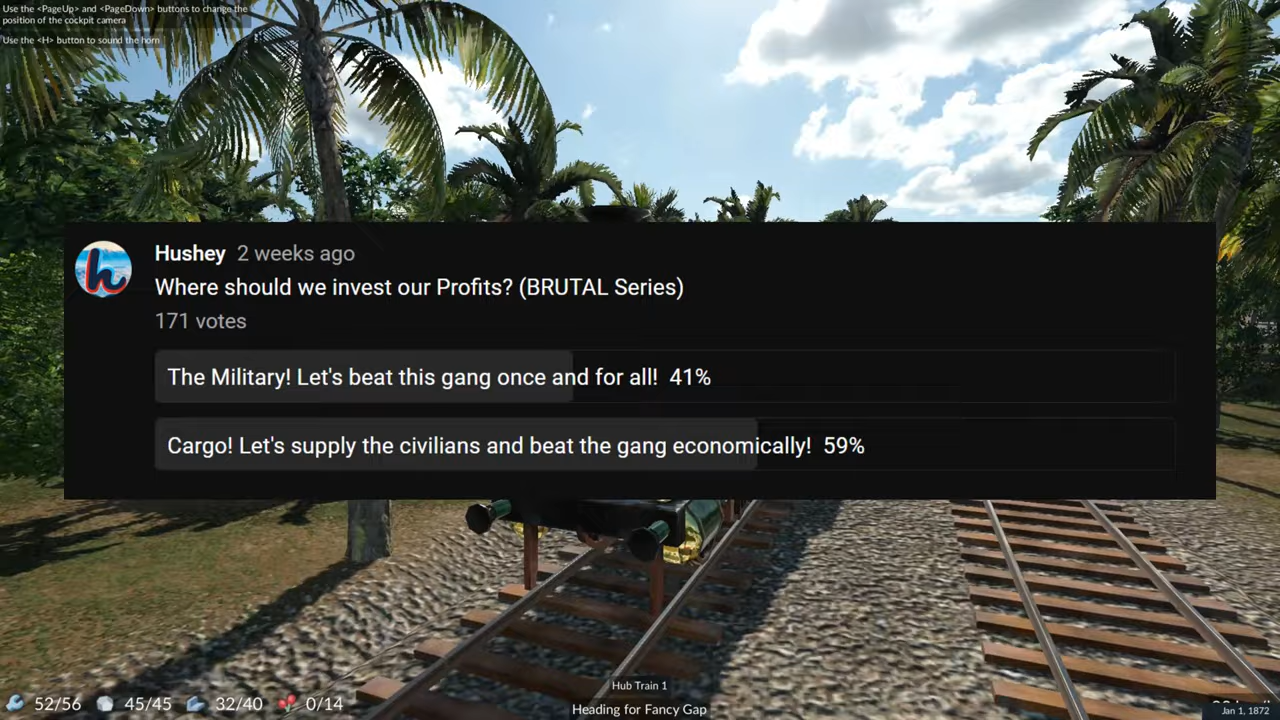 Use the <PageUp> and <PageDown> buttons to change the
position of the cockpit camera
Use the <H> button to sound the horn
h
Hushey 2 weeks ago
Where should we invest our Profits? (BRUTAL Series)
171 votes
The Military! Let's beat this gang once and for all! 41%
Cargo! Let's supply the civilians and beat the gang economically! 59%
Hub Train 1
52/56 45/45 32/40 0/14
Heading for Fancy Gap
Jan 1, 1872